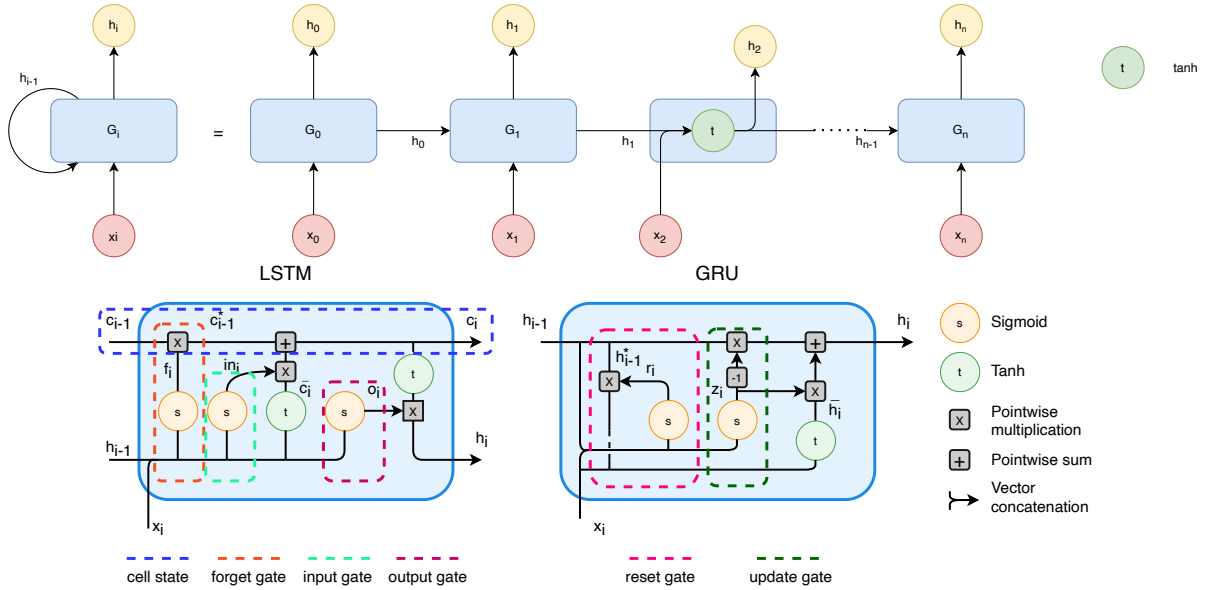 hᵢ
h₀
h₁
h₂
hₙ
t
tanh
hᵢ₋₁
Gᵢ
=
G₀
h₀
G₁
h₁
t
hₙ₋₁
Gₙ
xi
x₀
x₁
x₂
xₙ
LSTM
GRU
cᵢ₋₁
c*ᵢ₋₁
cᵢ
x
+
fᵢ
inᵢ
x
c̄ᵢ
t
oᵢ
s
s
t
s
x
hᵢ₋₁
hᵢ
xᵢ
hᵢ₋₁
hᵢ
x
+
h*ᵢ₋₁
rᵢ
x
-1
zᵢ
x
h̄ᵢ
s
s
t
xᵢ
s
Sigmoid
t
Tanh
x
Pointwise
multiplication
+
Pointwise sum
Vector
concatenation
cell state
forget gate
input gate
output gate
reset gate
update gate